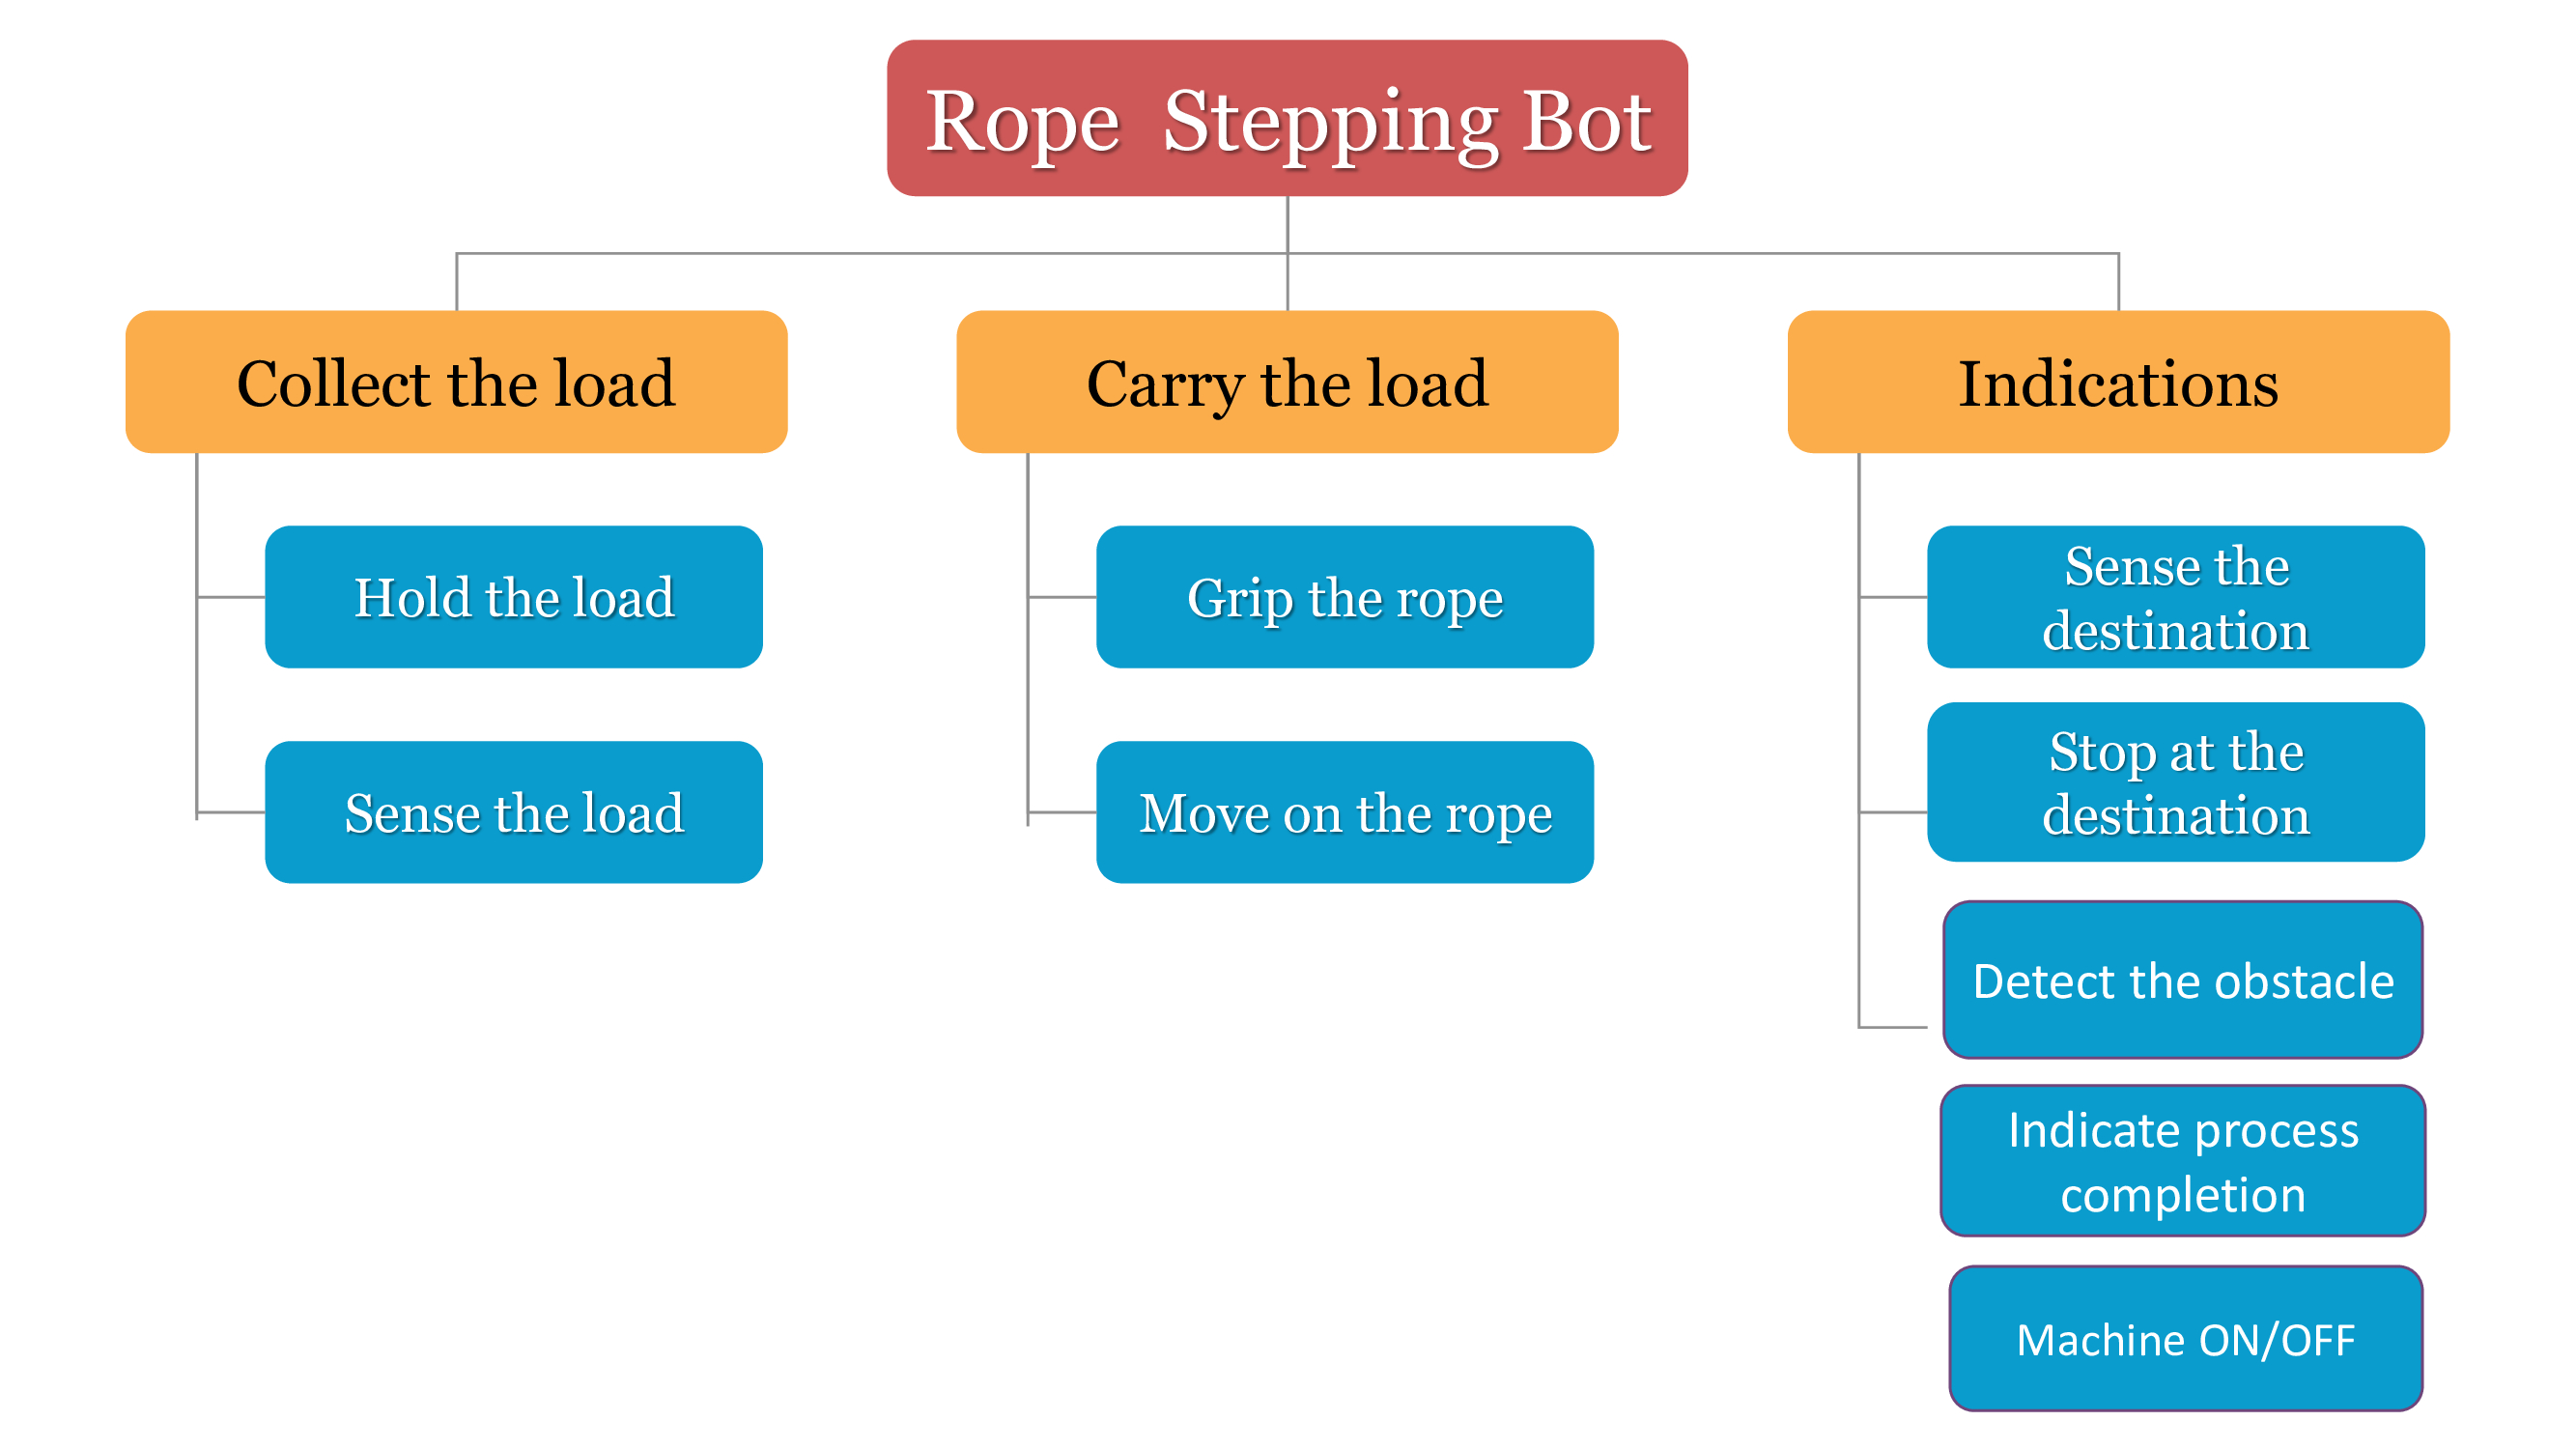 Rope  Stepping Bot
Collect the load
Carry the load
Indications
Hold the load
Sense the load
Grip the rope
Move on the rope
Sense the
destination
Stop at the
destination
Detect the obstacle
Indicate process
completion
Machine ON/OFF